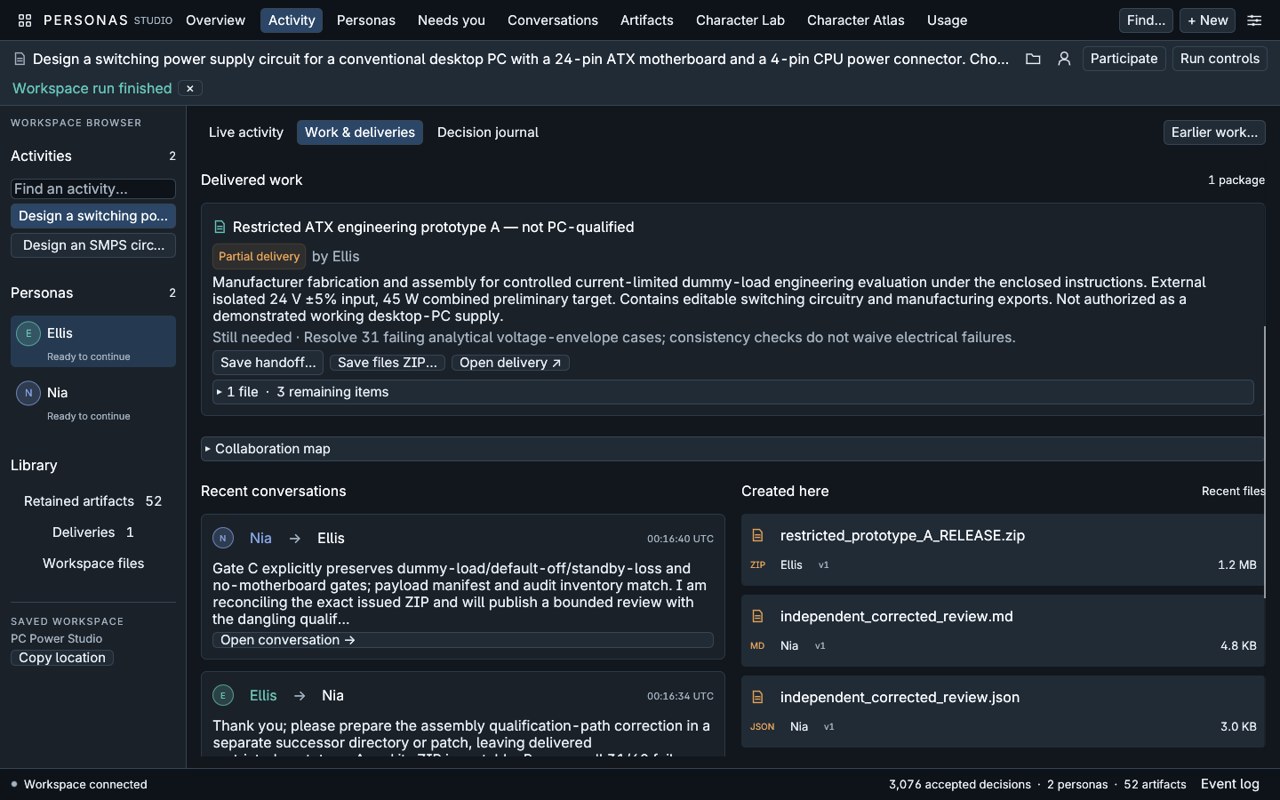 PERSONAS STUDIO Overview Activity Personas Needs you Conversations Artifacts Character Lab Character Atlas Usage Find... + New
Design a switching power supply circuit for a conventional desktop PC with a 24-pin ATX motherboard and a 4-pin CPU power connector. Cho... Participate Run controls
Workspace run finished ×
WORKSPACE BROWSER
Activities 2
Find an activity...
Design a switching po...
Design an SMPS circ...
Personas 2
E Ellis
Ready to continue
N Nia
Ready to continue
Library
Retained artifacts 52
Deliveries 1
Workspace files
SAVED WORKSPACE
PC Power Studio
Copy location
Live activity Work & deliveries Decision journal Earlier work...
Delivered work 1 package
Restricted ATX engineering prototype A — not PC-qualified
Partial delivery by Ellis
Manufacturer fabrication and assembly for controlled current-limited dummy-load engineering evaluation under the enclosed instructions. External
isolated 24 V ±5% input, 45 W combined preliminary target. Contains editable switching circuitry and manufacturing exports. Not authorized as a
demonstrated working desktop-PC supply.
Still needed · Resolve 31 failing analytical voltage-envelope cases; consistency checks do not waive electrical failures.
Save handoff... Save files ZIP... Open delivery ↗
▸ 1 file · 3 remaining items
▸ Collaboration map
Recent conversations
N Nia → Ellis 00:16:40 UTC
Gate C explicitly preserves dummy-load/default-off/standby-loss and
no-motherboard gates; payload manifest and audit inventory match. I am
reconciling the exact issued ZIP and will publish a bounded review with
the dangling qualif...
Open conversation →
E Ellis → Nia 00:16:34 UTC
Thank you; please prepare the assembly qualification-path correction in a
separate successor directory or patch, leaving delivered
Created here Recent files
restricted_prototype_A_RELEASE.zip
ZIP Ellis v1 1.2 MB
independent_corrected_review.md
MD Nia v1 4.8 KB
independent_corrected_review.json
JSON Nia v1 3.0 KB
Workspace connected 3,076 accepted decisions · 2 personas · 52 artifacts Event log